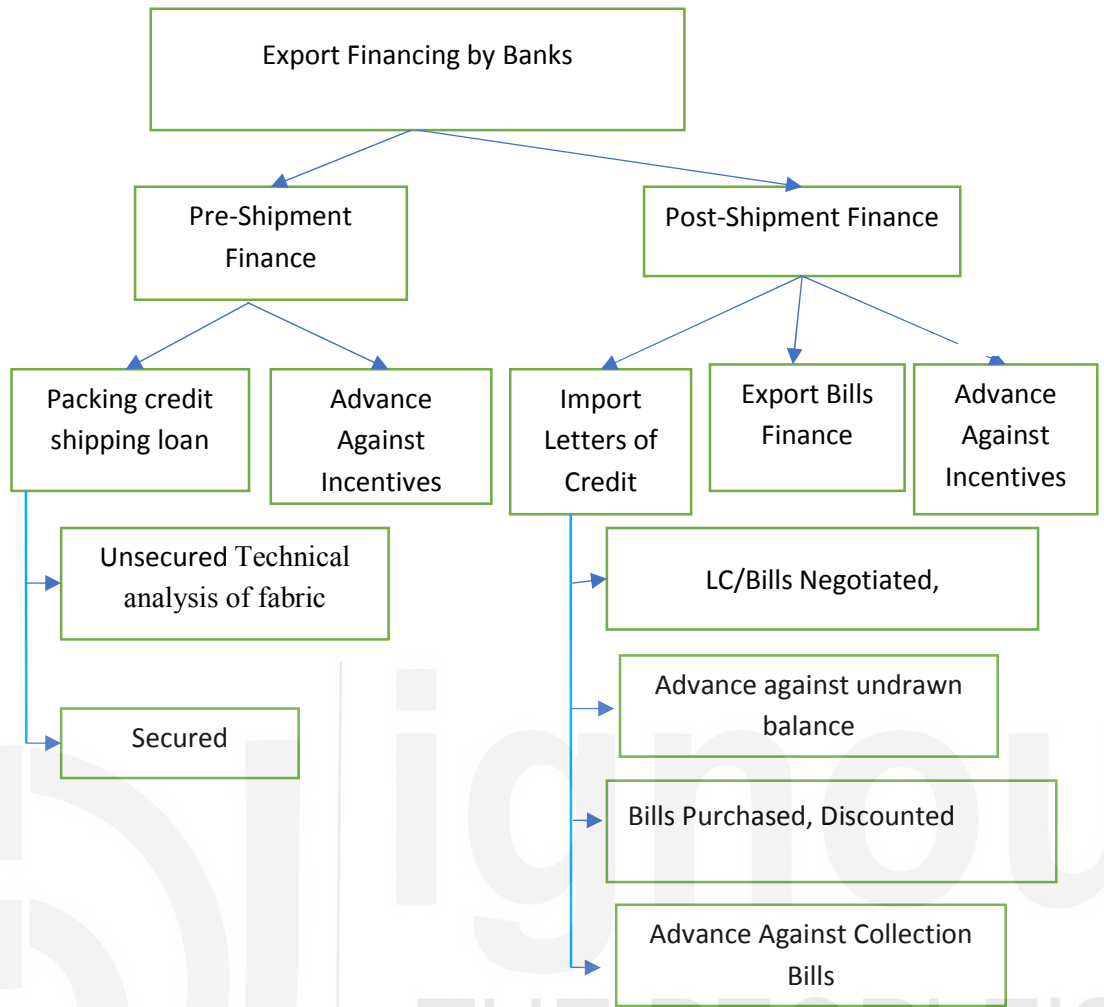 Export Financing by Banks
Pre-Shipment
Finance
Post-Shipment Finance
Packing credit
shipping loan
Advance
Against
Incentives
Import
Letters of
Credit
Export Bills
Finance
Advance
Against
Incentives
Unsecured Technical
analysis of fabric
Secured
LC/Bills Negotiated,
Advance against undrawn
balance
Bills Purchased, Discounted
Advance Against Collection
Bills
ignou